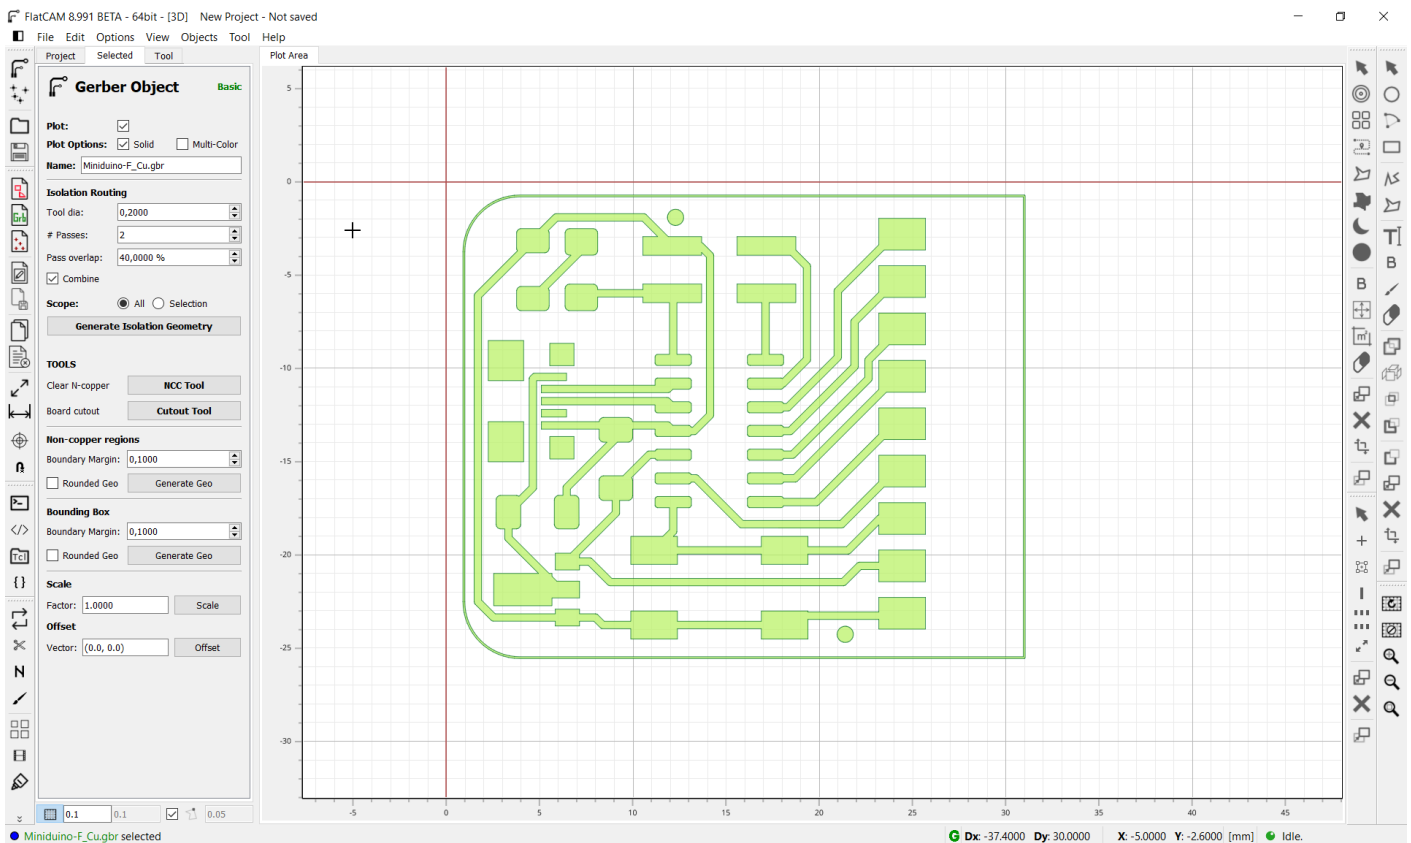 FlatCAM 8.991 BETA - 64bit - [3D]    New Project - Not saved
File Edit Options View Objects Tool Help
Project Selected Tool
Plot Area
Gerber Object Basic
Plot:
Plot Options: Solid Multi-Color
Name: Miniduino-F_Cu.gbr
Isolation Routing
Tool dia: 0,2000
# Passes: 2
Pass overlap: 40,0000 %
Combine
Scope: All Selection
Generate Isolation Geometry
TOOLS
Clear N-copper NCC Tool
Board cutout Cutout Tool
Non-copper regions
Boundary Margin: 0,1000
Rounded Geo Generate Geo
Bounding Box
Boundary Margin: 0,1000
Rounded Geo Generate Geo
Scale
Factor: 1.0000 Scale
Offset
Vector: (0.0, 0.0) Offset
0.1 0.1 0.05
Grb
Tcl
{ }
N
5
0
-5
-10
-15
-20
-25
-30
-5 0 5 10 15 20 25 30 35 40 45
B
m²
T
B
Miniduino-F_Cu.gbr selected
G Dx: -37.4000 Dy: 30.0000 X: -5.0000 Y: -2.6000 [mm] Idle.